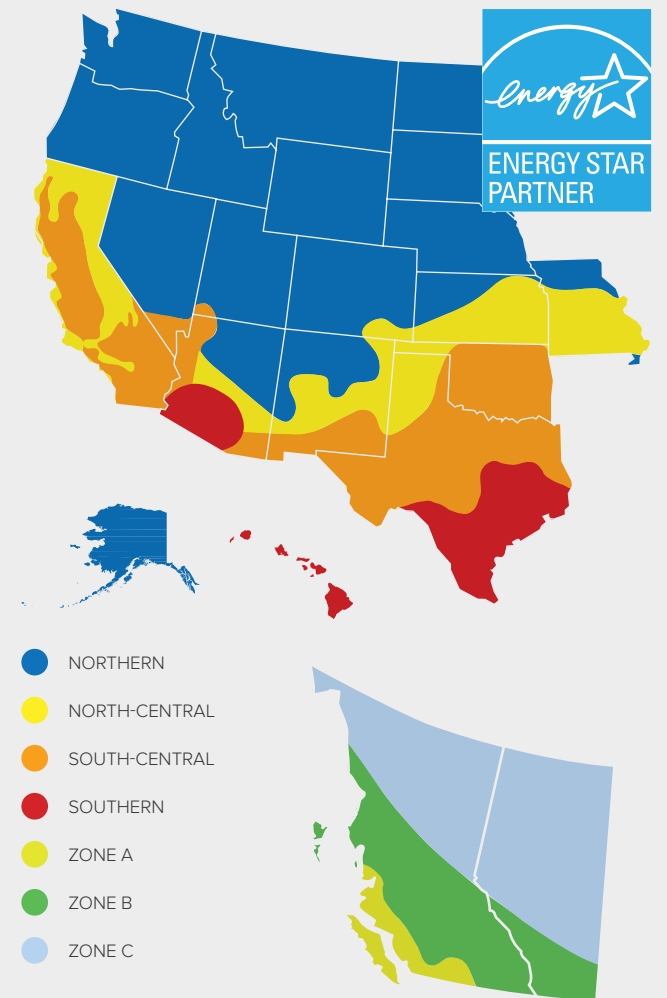 energy
ENERGY STAR
PARTNER
NORTHERN
NORTH-CENTRAL
SOUTH-CENTRAL
SOUTHERN
ZONE A
ZONE B
ZONE C